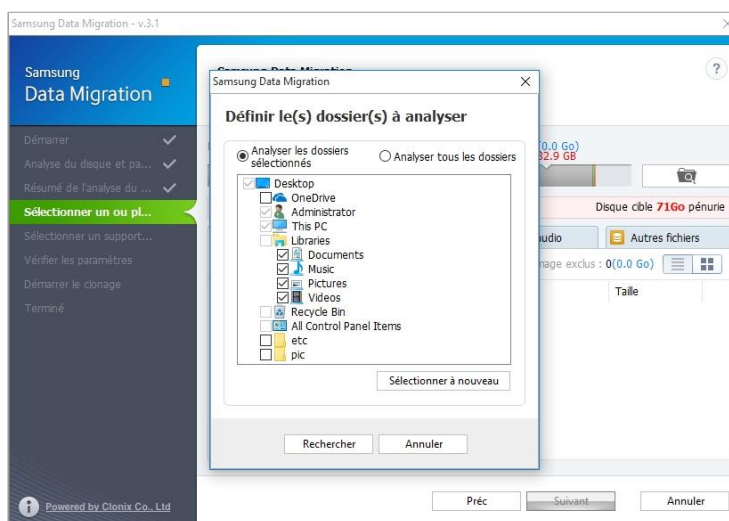 Samsung Data Migration - v.3.1
Samsung
Data Migration
Démarrer
Analyse du disque et pa...
Résumé de l'analyse du ...
Sélectionner un ou pl...
Sélectionner un support...
Vérifier les paramètres
Démarrer le clonage
Terminé
Powered by Clonix Co., Ltd
Samsung Data Migration
Définir le(s) dossier(s) à analyser
Analyser les dossiers
sélectionnés
Analyser tous les dossiers
Desktop
OneDrive
Administrator
This PC
Libraries
Documents
Music
Pictures
Videos
Recycle Bin
All Control Panel Items
etc
pic
Sélectionner à nouveau
Rechercher
Annuler
?
(0.0 Go)
32.9 GB
Disque cible 71Go pénurie
Autres fichiers
exclus : 0(0.0 Go)
Taille
Préc
Suivant
Annuler